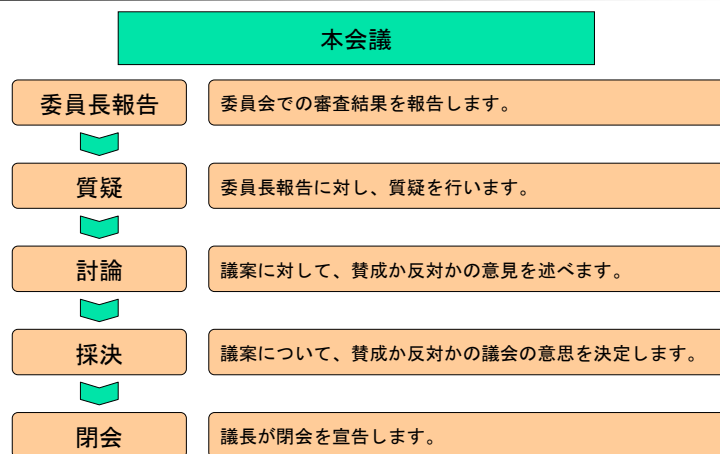 本会議
委員長報告
委員会での審査結果を報告します。
質疑
委員長報告に対し、質疑を行います。
討論
議案に対して、賛成か反対かの意見を述べます。
採決
議案について、賛成か反対かの議会の意思を決定します。
閉会
議長が閉会を宣告します。